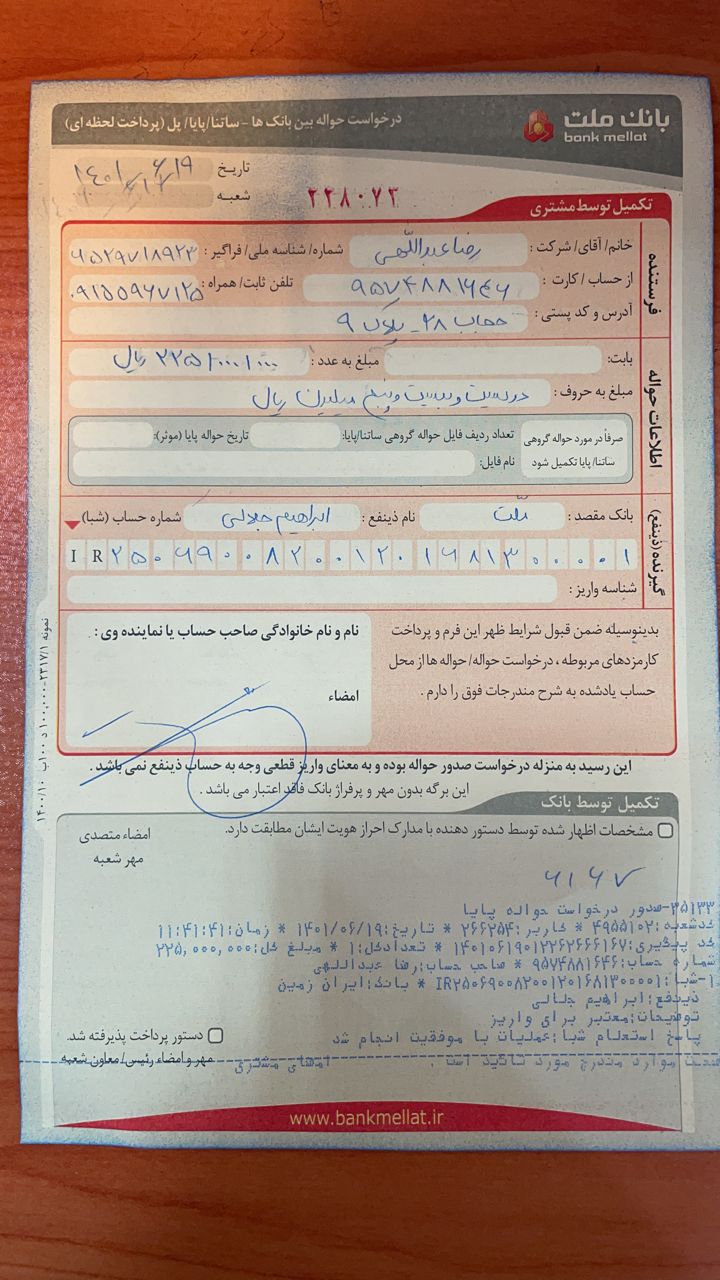 بانک ملت
bank mellat
درخواست حواله بین بانک ها - ساتنا/پایا/ پل (پرداخت لحظه ای)
تاریخ ۱۴۰۱/۶/۱۹
شعبه
۲۲۸۰۷۳
تکمیل توسط مشتری
فرستنده
خانم/ آقای/ شرکت : رضا عبداللهی شماره/ شناسه ملی/ فراگیر : ۶۵۲۹۷۱۸۹۲۳
از حساب / کارت : ۹۵۷۴۸۸۱۶۴۶ تلفن ثابت/ همراه : ۰۹۱۵۵۹۶۷۱۲۵
آدرس و کد پستی : حجاب ۲۸ - پلاک ۹
اطلاعات حواله
بابت: مبلغ به عدد : ۲۲۵/۰۰۰/۰۰۰ ریال
مبلغ به حروف : دویست و بیست و پنج میلیون ریال
صرفاً در مورد حواله گروهی ساتنا/ پایا تکمیل شود
تعداد ردیف فایل حواله گروهی ساتنا/پایا: تاریخ حواله پایا (موثر):
نام فایل:
گیرنده (ذینفع)
بانک مقصد : ملّت نام ذینفع : ابراهیم جلالی شماره حساب (شبا)
IR۲۵۰۶۹۰۰۸۲۰۰۱۲۰۱۶۸۱۳۰۰۰۰۱
شناسه واریز :
بدینوسیله ضمن قبول شرایط ظهر این فرم و پرداخت
کارمزدهای مربوطه ، درخواست حواله/ حواله ها از محل
حساب یادشده به شرح مندرجات فوق را دارم .
نام و نام خانوادگی صاحب حساب یا نماینده وی :
امضاء
این رسید به منزله درخواست صدور حواله بوده و به معنای واریز قطعی وجه به حساب ذینفع نمی باشد .
این برگه بدون مهر و پرفراژ بانک فاقد اعتبار می باشد .
نمونه ۲۳۱۷/۱-۱۰۰,۰۰۰ د ۱۰۰ب ۱۴۰۰/۱۰
تکمیل توسط بانک
مشخصات اظهار شده توسط دستور دهنده با مدارک احراز هویت ایشان مطابقت دارد.
امضاء متصدی
مهر شعبه
۶۱۶۷
۳۵۱۳۳-صدور درخواست حواله پایا
کدشعبه:۴۹۵۵۱۰۲ * کاربر:۲۶۶۲۵۴ * تاریخ:۱۴۰۱/۰۶/۱۹ * زمان:۱۱:۴۱:۴۱
کد پیگیری:۱۴۰۱۰۶۱۹۰۱۲۲۶۲۶۶۶۱۶۷ * تعدادکل:۱ * مبلغ کل:۲۲۵,۰۰۰,۰۰۰
شماره حساب:۹۵۷۴۸۸۱۶۴۶ * صاحب حساب:رضا عبداللهی
۱-شبا:IR۲۵۰۶۹۰۰۸۲۰۰۱۲۰۱۶۸۱۳۰۰۰۰۱ * بانک:ایران زمین
ذینفع:ابراهیم جلالی
توضیحات:معتبر برای واریز
پاسخ استعلام شبا:عملیات با موفقیت انجام شد
صحت موارد مندرج مورد تایید است . امضای مشتری
دستور پرداخت پذیرفته شد.
مهر و امضاء رئیس/ معاون شعبه
www.bankmellat.ir